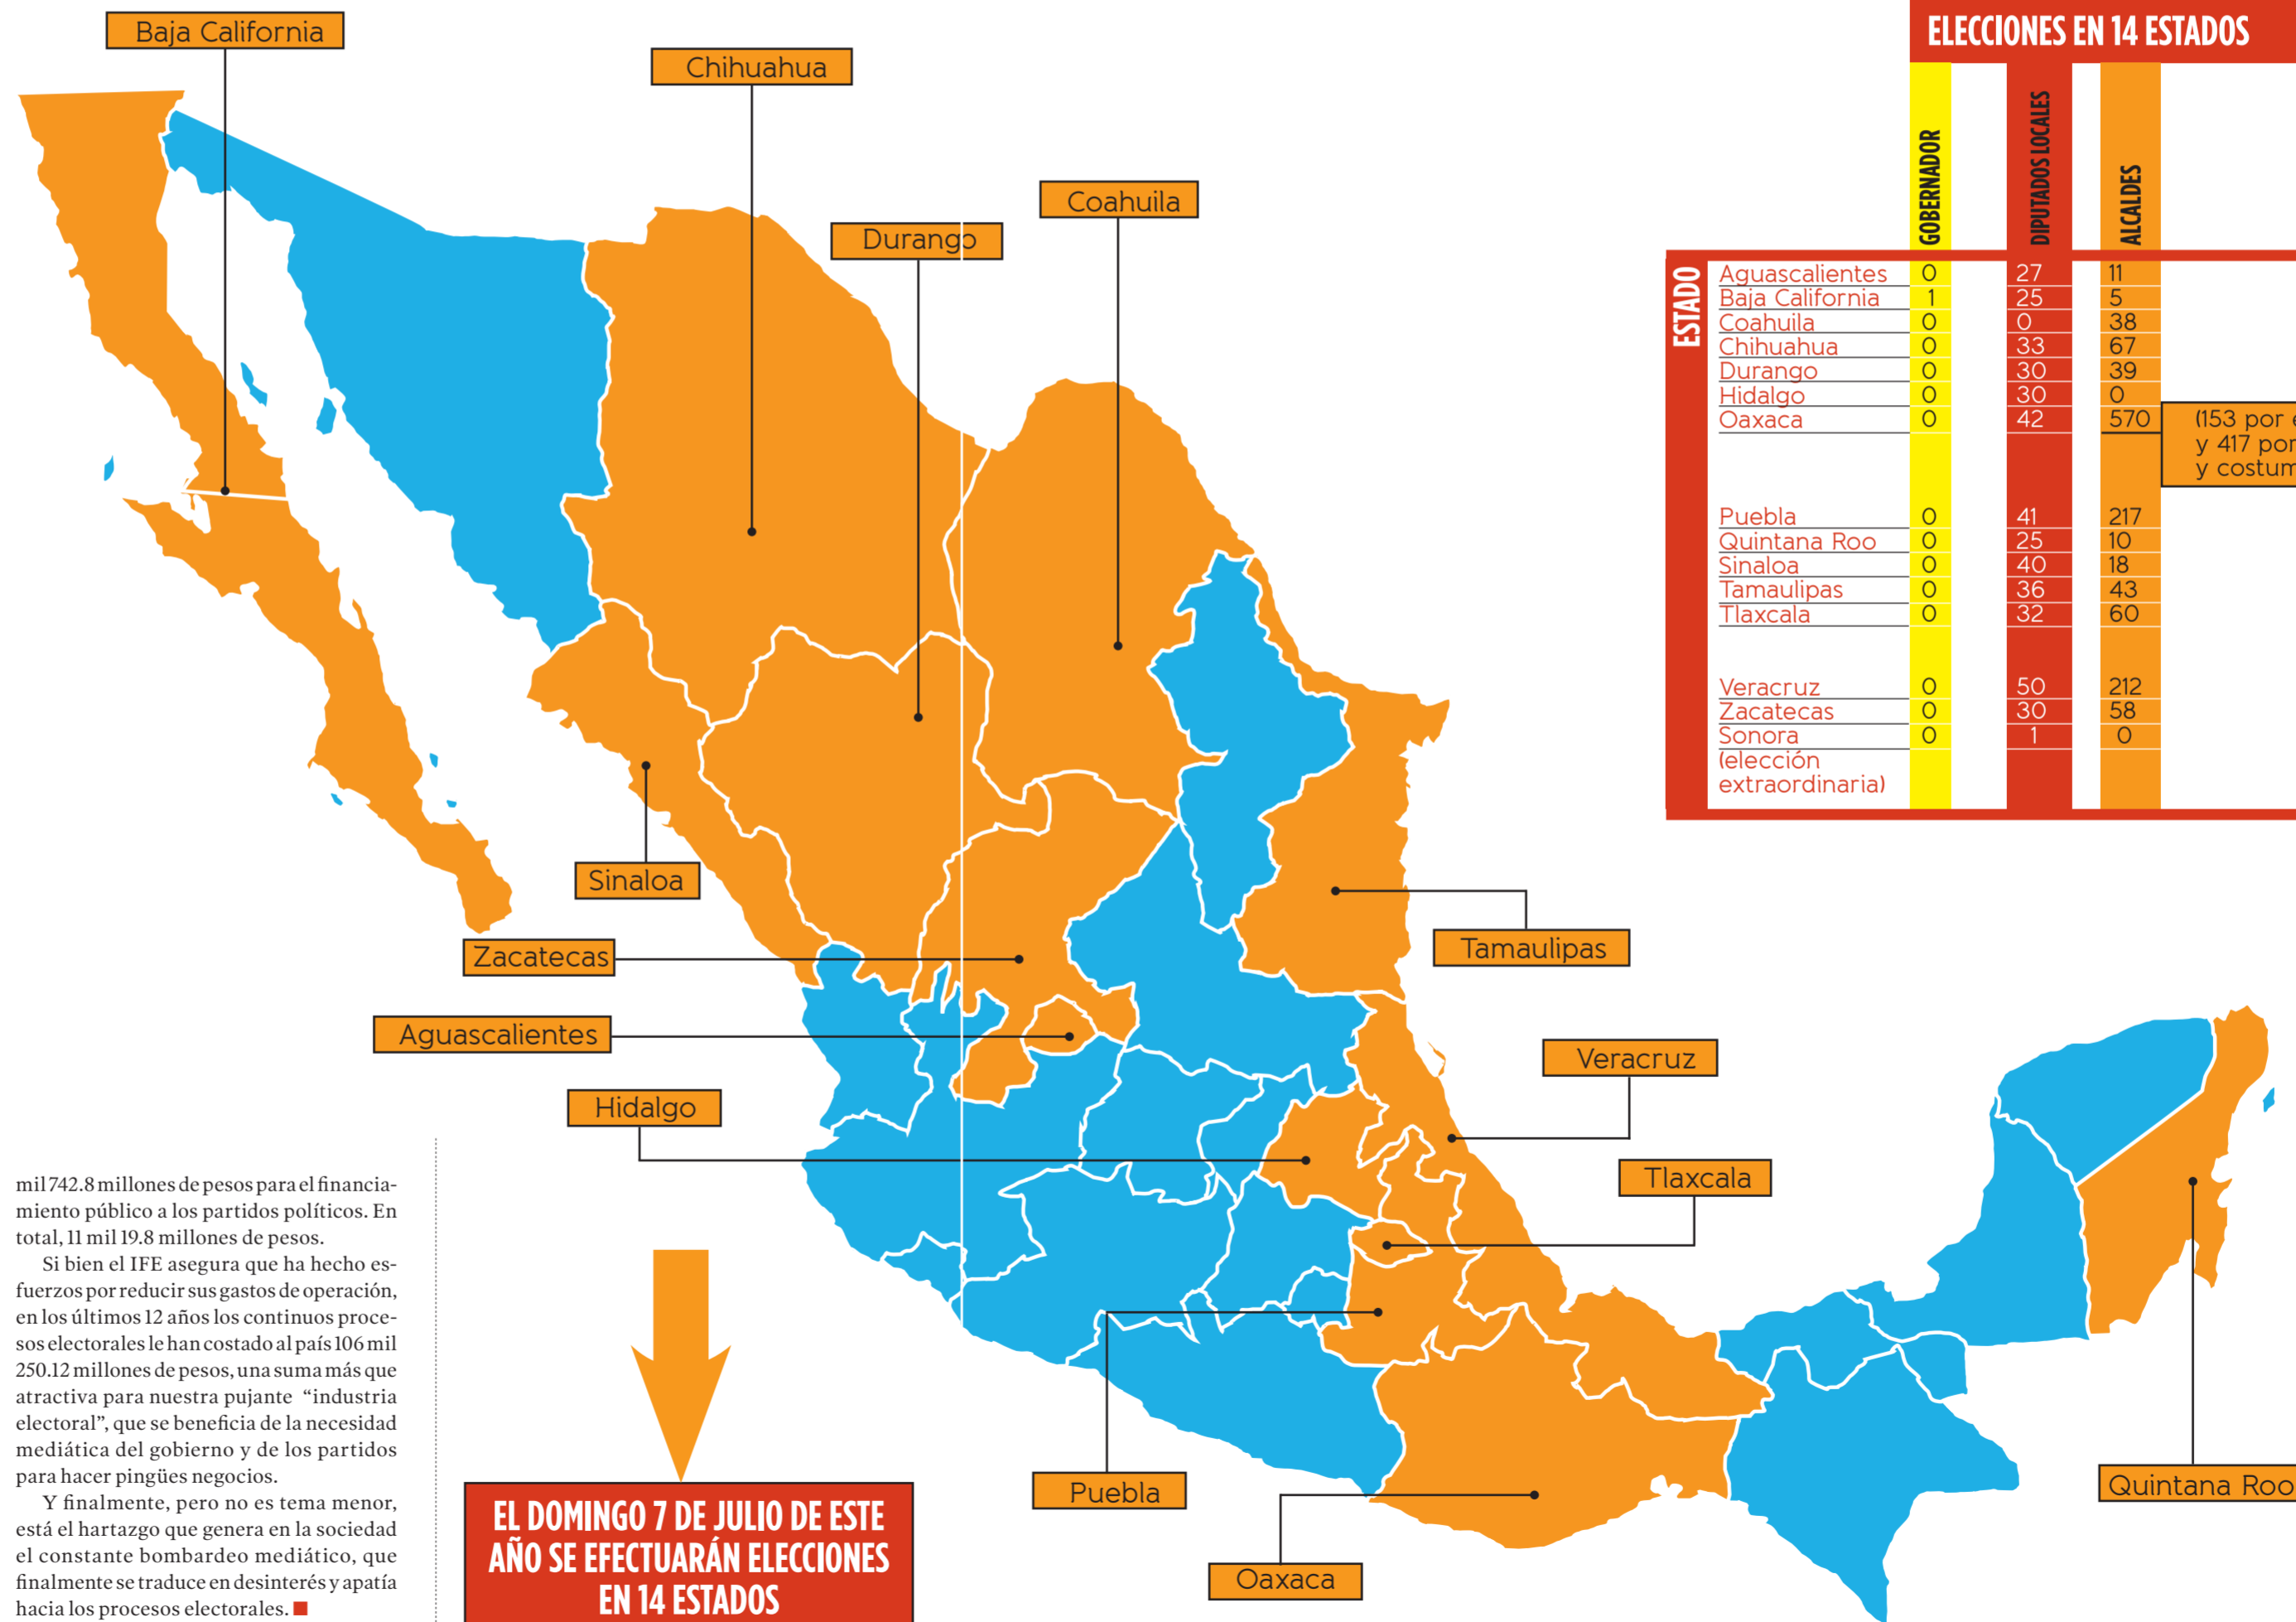 Baja California
Chihuahua
Durango
Coahuila
Sinaloa
Zacatecas
Aguascalientes
Hidalgo
Tamaulipas
Veracruz
Tlaxcala
Puebla
Oaxaca
Quintana Roo
ELECCIONES EN 14 ESTADOS
GOBERNADOR DIPUTADOS LOCALES ALCALDES
ESTADO
Aguascalientes 0 27 11
Baja California 1 25 5
Coahuila 0 0 38
Chihuahua 0 33 67
Durango 0 30 39
Hidalgo 0 30 0
Oaxaca 0 42 570
(153 por
y 417 por
y
Puebla 0 41 217
Quintana Roo 0 25 10
Sinaloa 0 40 18
Tamaulipas 0 36 43
Tlaxcala 0 32 60
Veracruz 0 50 212
Zacatecas 0 30 58
Sonora 0 1 0
(elección
extraordinaria)
mil 742.8 millones de pesos para el financia-
miento público a los partidos políticos. En
total, 11 mil 19.8 millones de pesos.
Si bien el IFE asegura que ha hecho es-
fuerzos por reducir sus gastos de operación,
en los últimos 12 años los continuos proce-
sos electorales le han costado al país 106 mil
250.12 millones de pesos, una suma más que
atractiva para nuestra pujante “industria
electoral”, que se beneficia de la necesidad
mediática del gobierno y de los partidos
para hacer pingües negocios.
Y finalmente, pero no es tema menor,
está el hartazgo que genera en la sociedad
el constante bombardeo mediático, que
finalmente se traduce en desinterés y apatía
hacia los procesos electorales.
EL DOMINGO 7 DE JULIO DE ESTE
AÑO SE EFECTUARÁN ELECCIONES
EN 14 ESTADOS